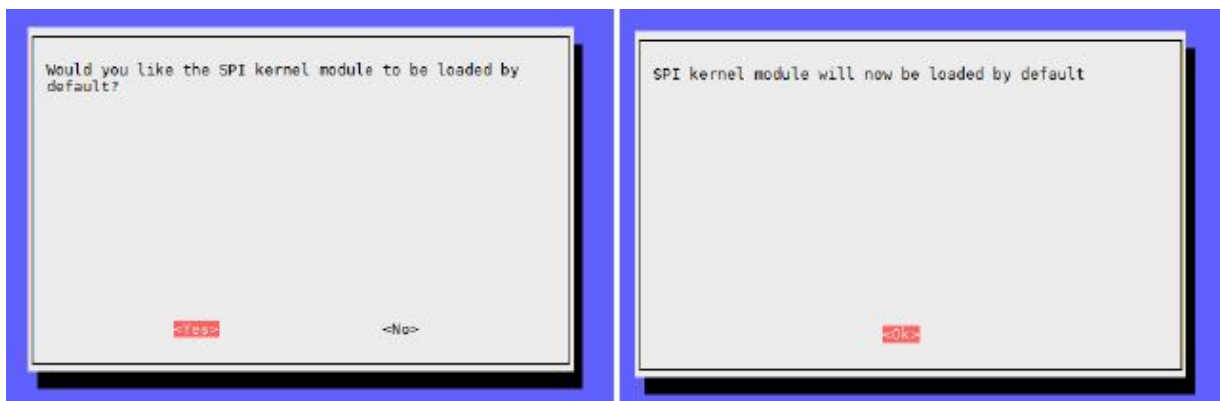 Would you like the SPI kernel module to be loaded by
default?
<Yes> <No>
SPI kernel module will now be loaded by default
<Ok>